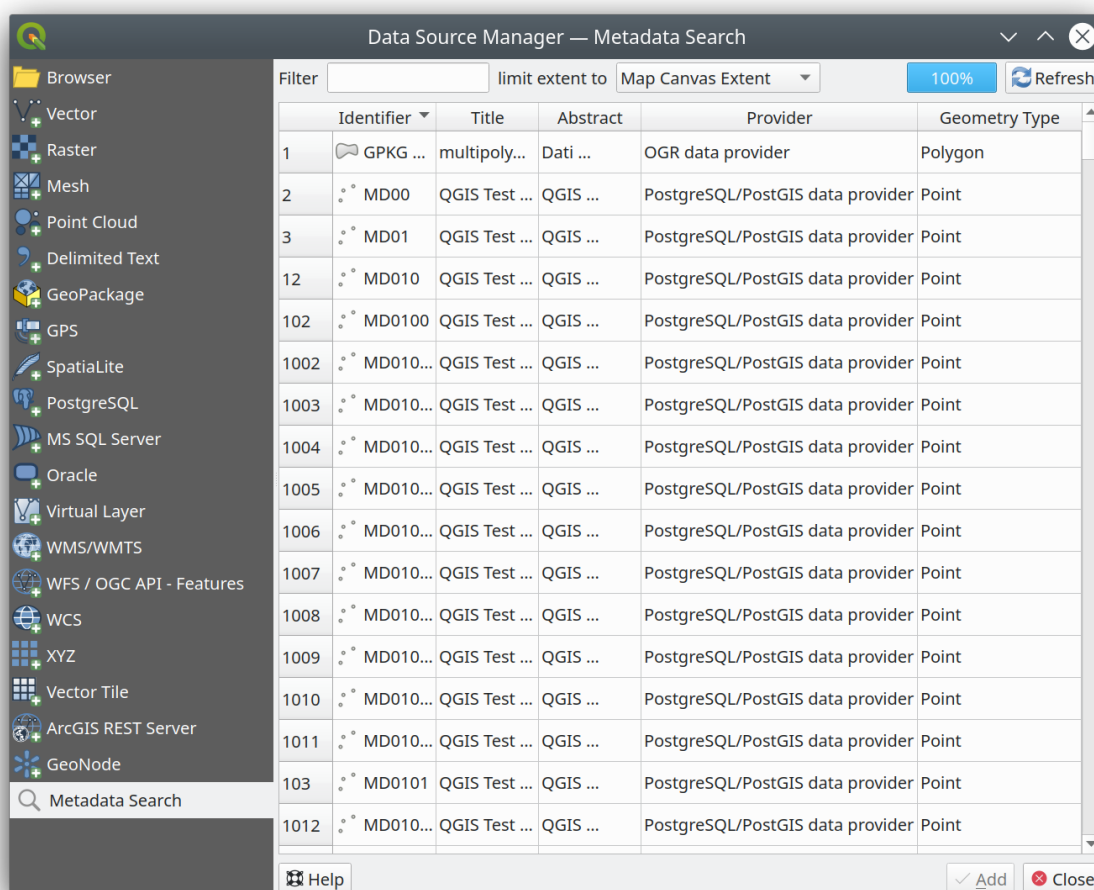 Data Source Manager — Metadata Search
Browser
Vector
Raster
Mesh
Point Cloud
Delimited Text
GeoPackage
GPS
SpatiaLite
PostgreSQL
MS SQL Server
Oracle
Virtual Layer
WMS/WMTS
WFS / OGC API - Features
WCS
XYZ
Vector Tile
ArcGIS REST Server
GeoNode
Metadata Search
Filter limit extent to Map Canvas Extent 100% Refresh
Identifier Title Abstract Provider Geometry Type
1 GPKG ... multipoly... Dati ... OGR data provider Polygon
2 MD00 QGIS Test ... QGIS ... PostgreSQL/PostGIS data provider Point
3 MD01 QGIS Test ... QGIS ... PostgreSQL/PostGIS data provider Point
12 MD010 QGIS Test ... QGIS ... PostgreSQL/PostGIS data provider Point
102 MD0100 QGIS Test ... QGIS ... PostgreSQL/PostGIS data provider Point
1002 MD010... QGIS Test ... QGIS ... PostgreSQL/PostGIS data provider Point
1003 MD010... QGIS Test ... QGIS ... PostgreSQL/PostGIS data provider Point
1004 MD010... QGIS Test ... QGIS ... PostgreSQL/PostGIS data provider Point
1005 MD010... QGIS Test ... QGIS ... PostgreSQL/PostGIS data provider Point
1006 MD010... QGIS Test ... QGIS ... PostgreSQL/PostGIS data provider Point
1007 MD010... QGIS Test ... QGIS ... PostgreSQL/PostGIS data provider Point
1008 MD010... QGIS Test ... QGIS ... PostgreSQL/PostGIS data provider Point
1009 MD010... QGIS Test ... QGIS ... PostgreSQL/PostGIS data provider Point
1010 MD010... QGIS Test ... QGIS ... PostgreSQL/PostGIS data provider Point
1011 MD010... QGIS Test ... QGIS ... PostgreSQL/PostGIS data provider Point
103 MD0101 QGIS Test ... QGIS ... PostgreSQL/PostGIS data provider Point
1012 MD010... QGIS Test ... QGIS ... PostgreSQL/PostGIS data provider Point
Help Add Close